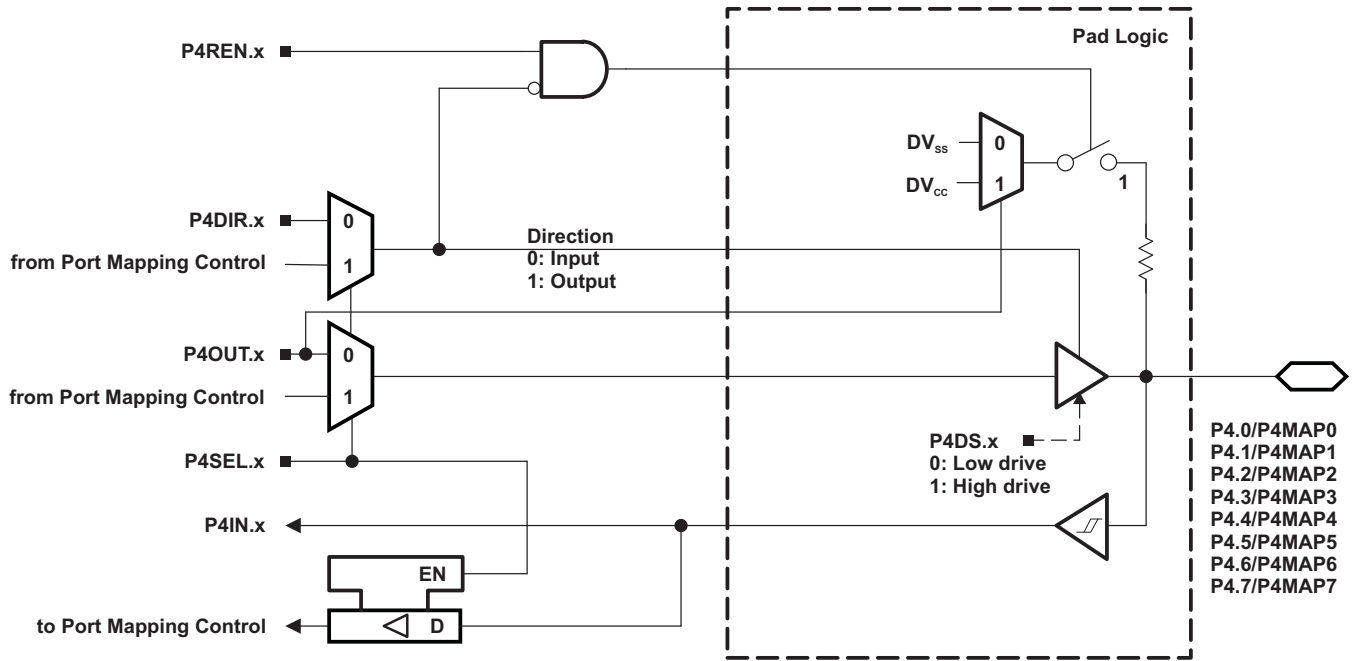 P4REN.x
Pad Logic
DVss
0
DVcc
1
1
P4DIR.x
0
from Port Mapping Control
1
Direction
0: Input
1: Output
P4OUT.x
0
from Port Mapping Control
1
P4DS.x
0: Low drive
1: High drive
P4SEL.x
P4IN.x
EN
D
to Port Mapping Control
P4.0/P4MAP0
P4.1/P4MAP1
P4.2/P4MAP2
P4.3/P4MAP3
P4.4/P4MAP4
P4.5/P4MAP5
P4.6/P4MAP6
P4.7/P4MAP7